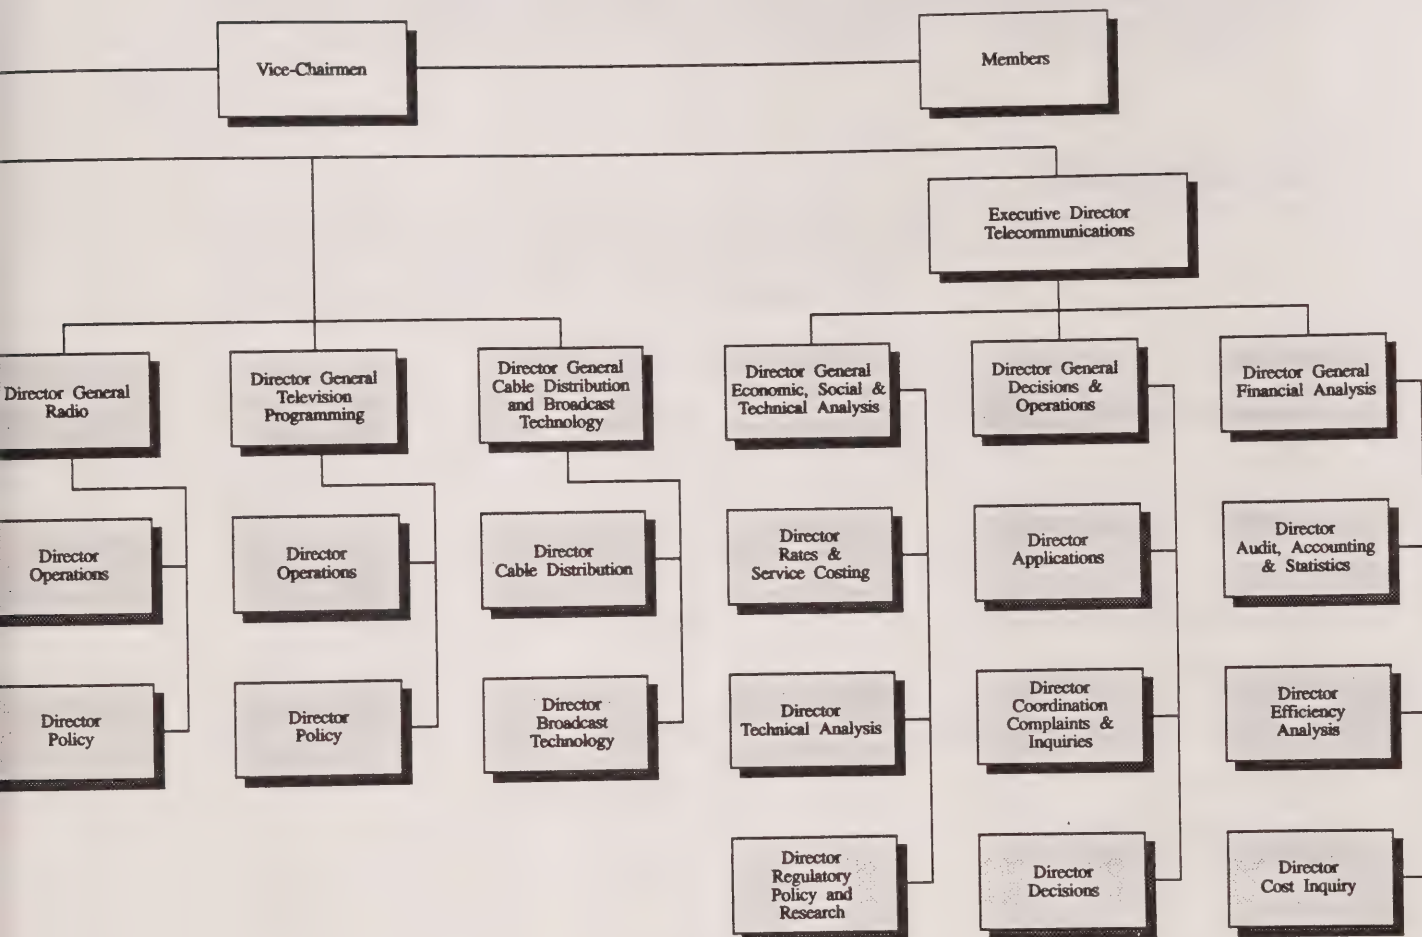 Vice-Chairmen
Members
Executive Director
Telecommunications
Director General
Radio
Director General
Television
Programming
Director General
Cable Distribution
and Broadcast
Technology
Director General
Economic, Social &
Technical Analysis
Director General
Decisions &
Operations
Director General
Financial Analysis
Director
Operations
Director
Operations
Director
Cable Distribution
Director
Rates &
Service Costing
Director
Applications
Director
Audit, Accounting
& Statistics
Director
Policy
Director
Policy
Director
Broadcast
Technology
Director
Technical Analysis
Director
Coordination
Complaints &
Inquiries
Director
Efficiency
Analysis
Director
Regulatory
Policy and
Research
Director
Decisions
Director
Cost Inquiry